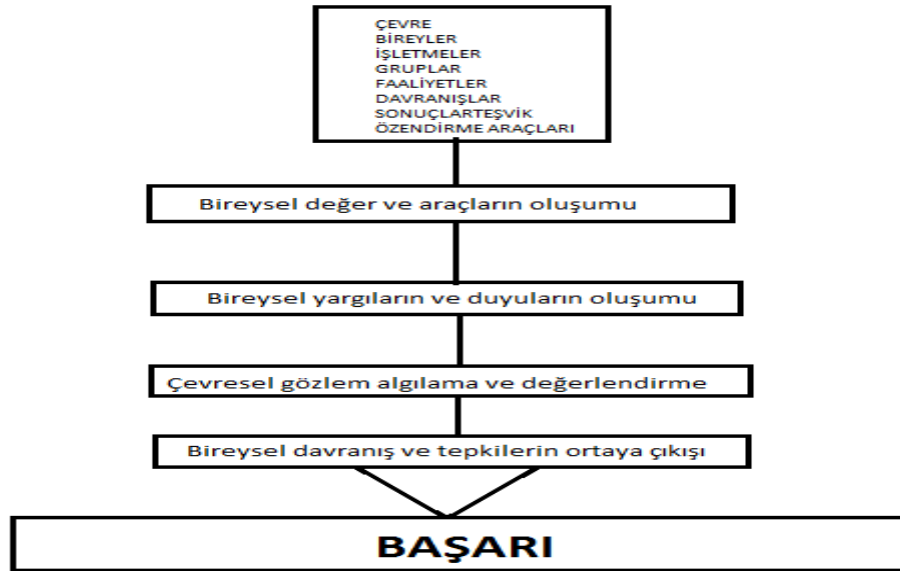 ÇEVRE
BİREYLER
İŞLETMELER
GRUPLAR
FAALİYETLER
DAVRANIŞLAR
SONUÇLARTEŞVİK
ÖZENDİRME ARAÇLARI
Bireysel değer ve araçların oluşumu
Bireysel yargıların ve duyuların oluşumu
Çevresel gözlem algılama ve değerlendirme
Bireysel davranış ve tepkilerin ortaya çıkışı
BAŞARI